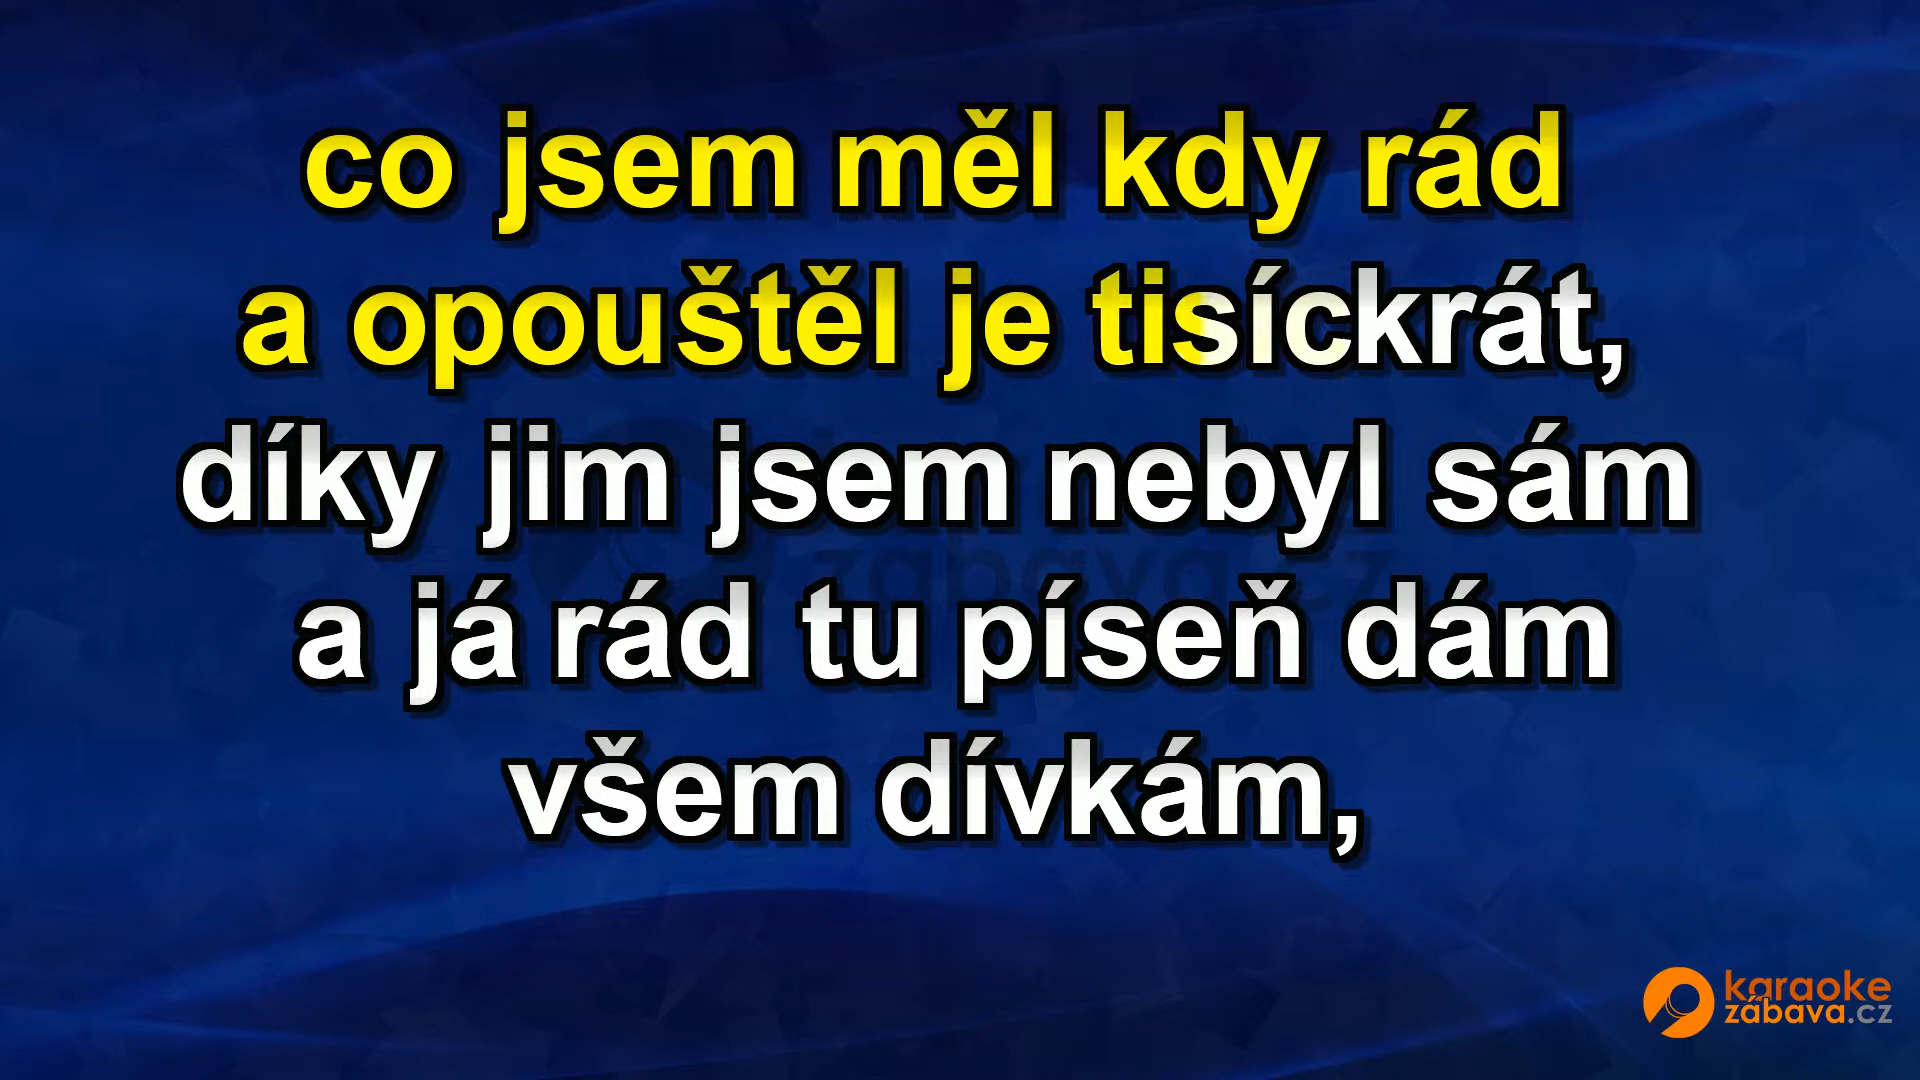 co jsem měl kdy rád
a opouštěl je tisíckrát,
díky jim jsem nebyl sám
a já rád tu píseň dám
všem dívkám,
karaoke
zábava.cz